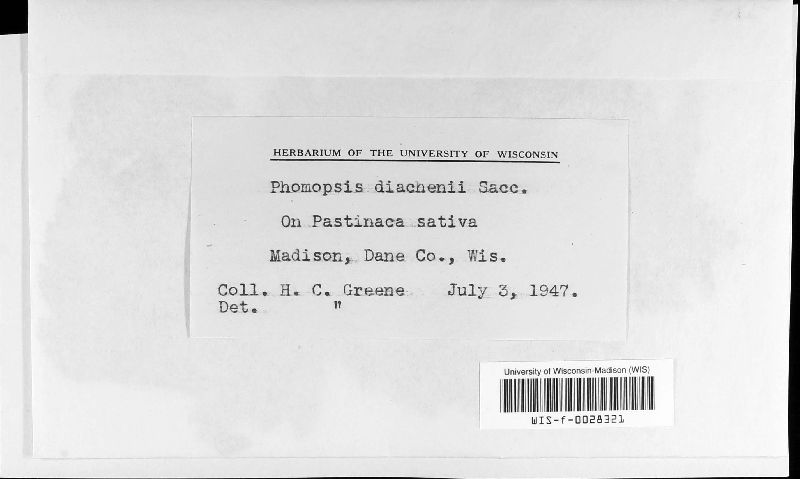 HERBARIUM OF THE UNIVERSITY OF WISCONSIN
Phomopsis diachenii Sacc.
On Pastinaca sativa
Madison, Dane Co., Wis.
Coll. H. C. Greene July 3, 1947.
Det. "
University of Wisconsin-Madison (WIS)
WIS-f-0028321